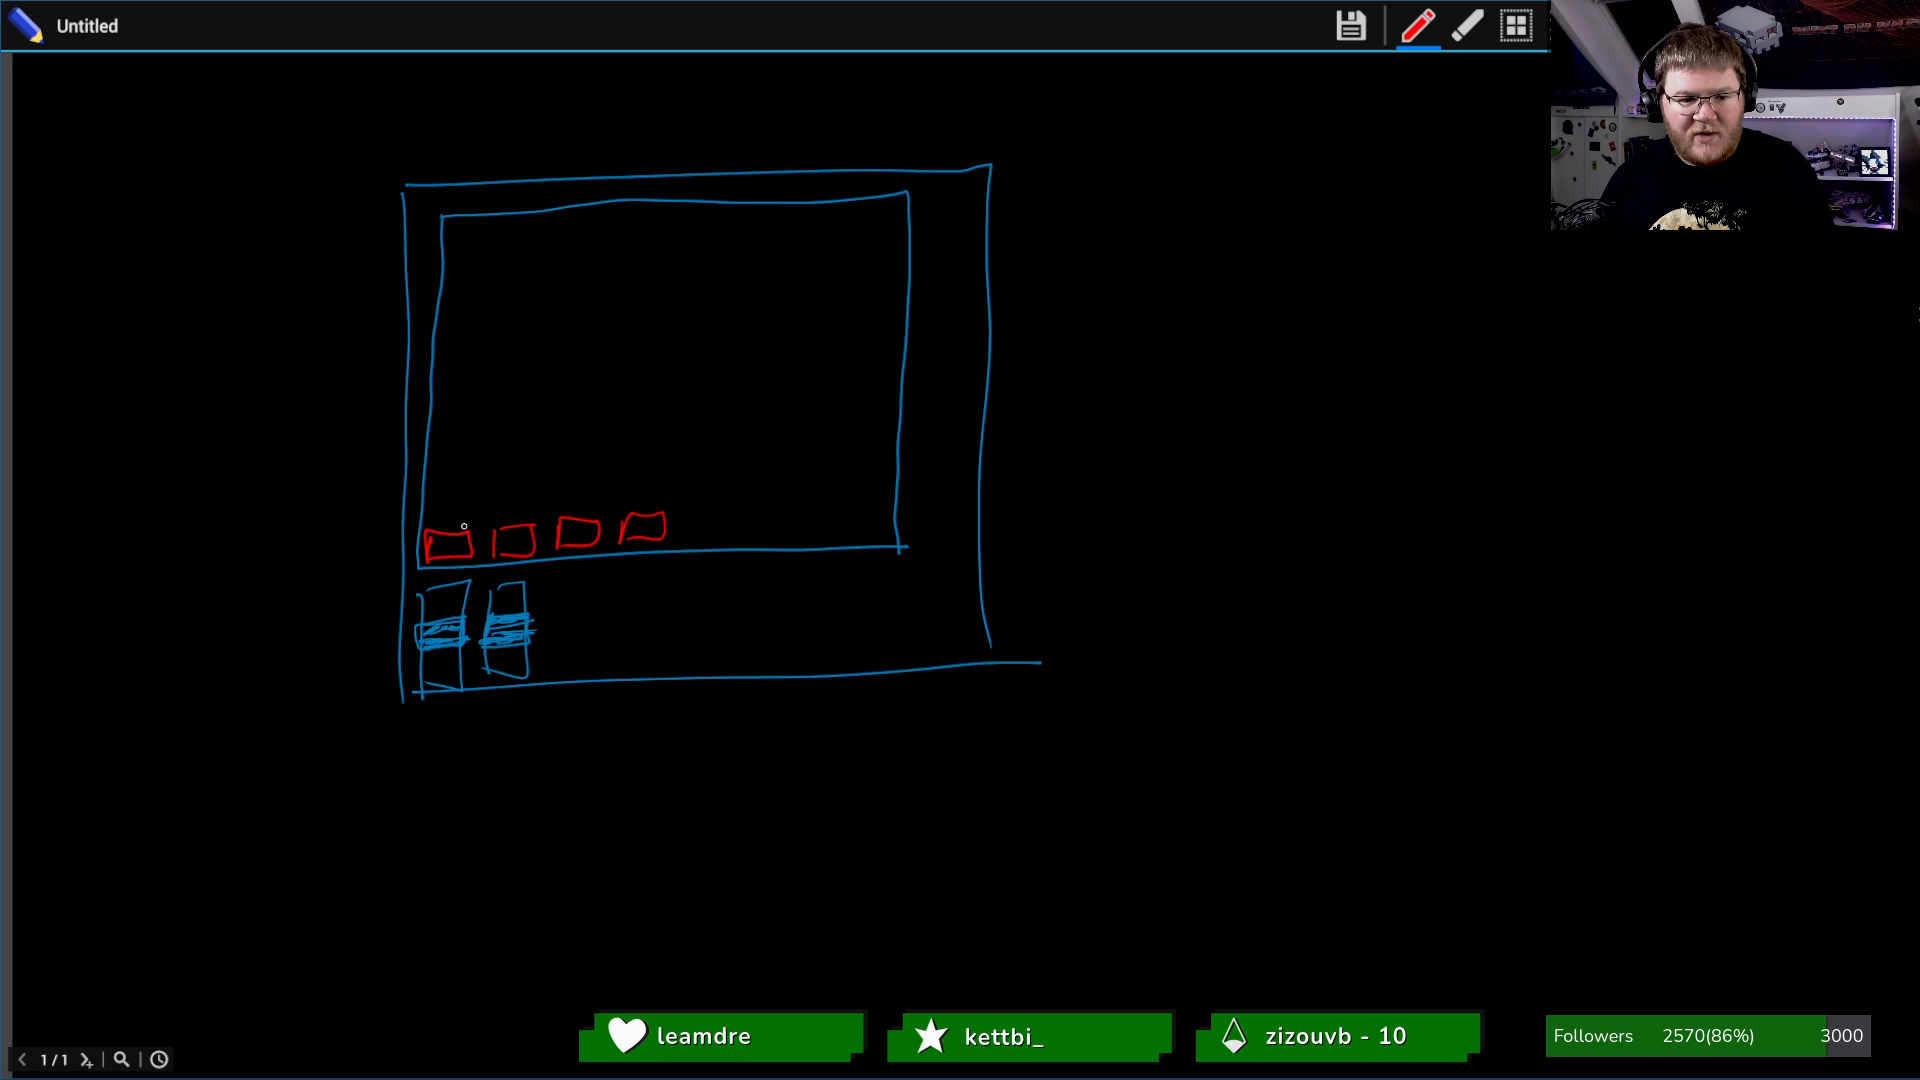 Untitled
leamdre
kettbi_
zizouvb - 10
Followers 2570(86%) 3000
1/1